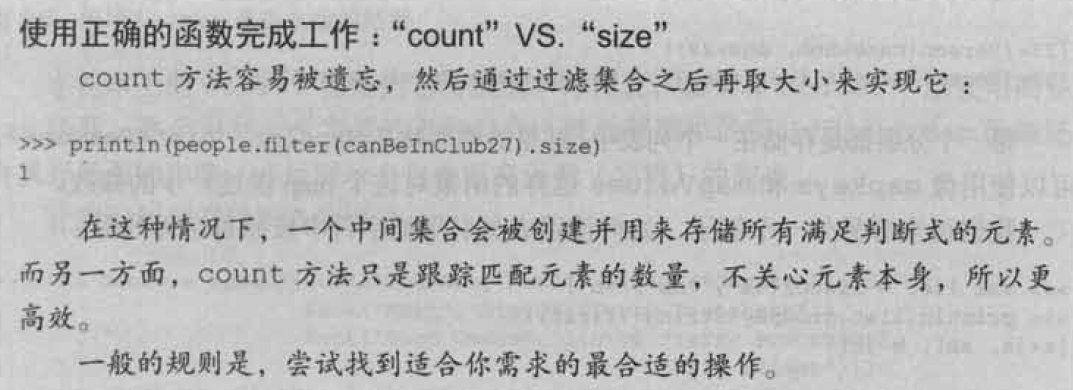 使用正确的函数完成工作：“count”VS.“size”
count 方法容易被遗忘，然后通过过滤集合之后再取大小来实现它：
>>> println(people.filter(canBeInClub27).size)
1
在这种情况下，一个中间集合会被创建并用来存储所有满足判断式的元素。
而另一方面，count 方法只是跟踪匹配元素的数量，不关心元素本身，所以更
高效。
一般的规则是，尝试找到适合你需求的最合适的操作。